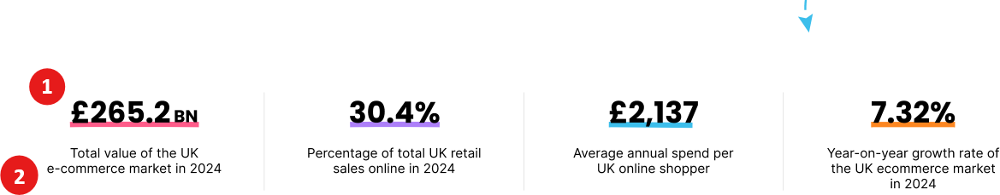 1
£265.2 BN
Total value of the UK
e-commerce market in 2024
2
30.4%
Percentage of total UK retail
sales online in 2024
£2,137
Average annual spend per
UK online shopper
7.32%
Year-on-year growth rate of
the UK ecommerce market
in 2024